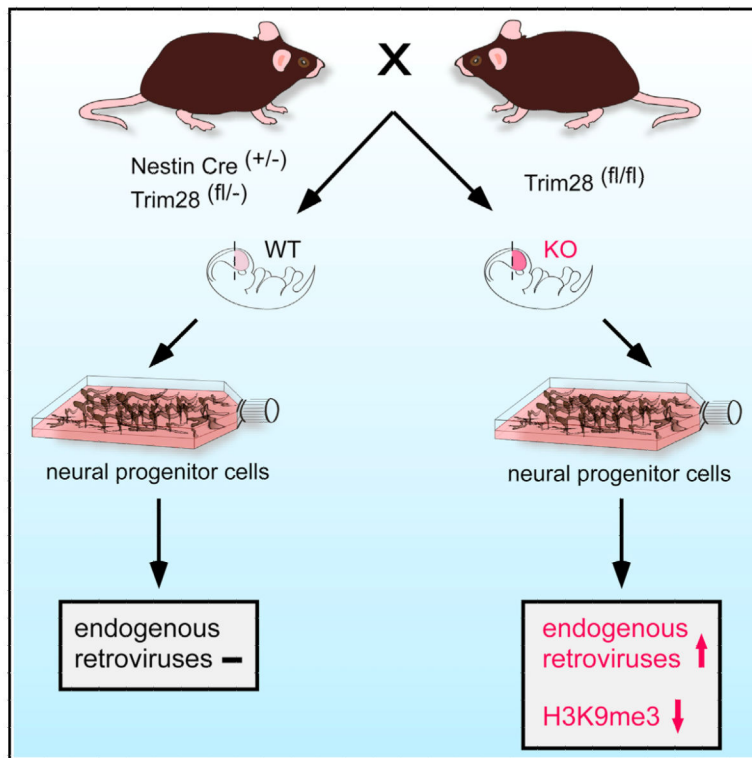 X
Nestin Cre (+/-)
Trim28 (fl/-)
Trim28 (fl/fl)
WT
KO
neural progenitor cells
neural progenitor cells
endogenous
retroviruses –
endogenous
retroviruses ↑
H3K9me3 ↓